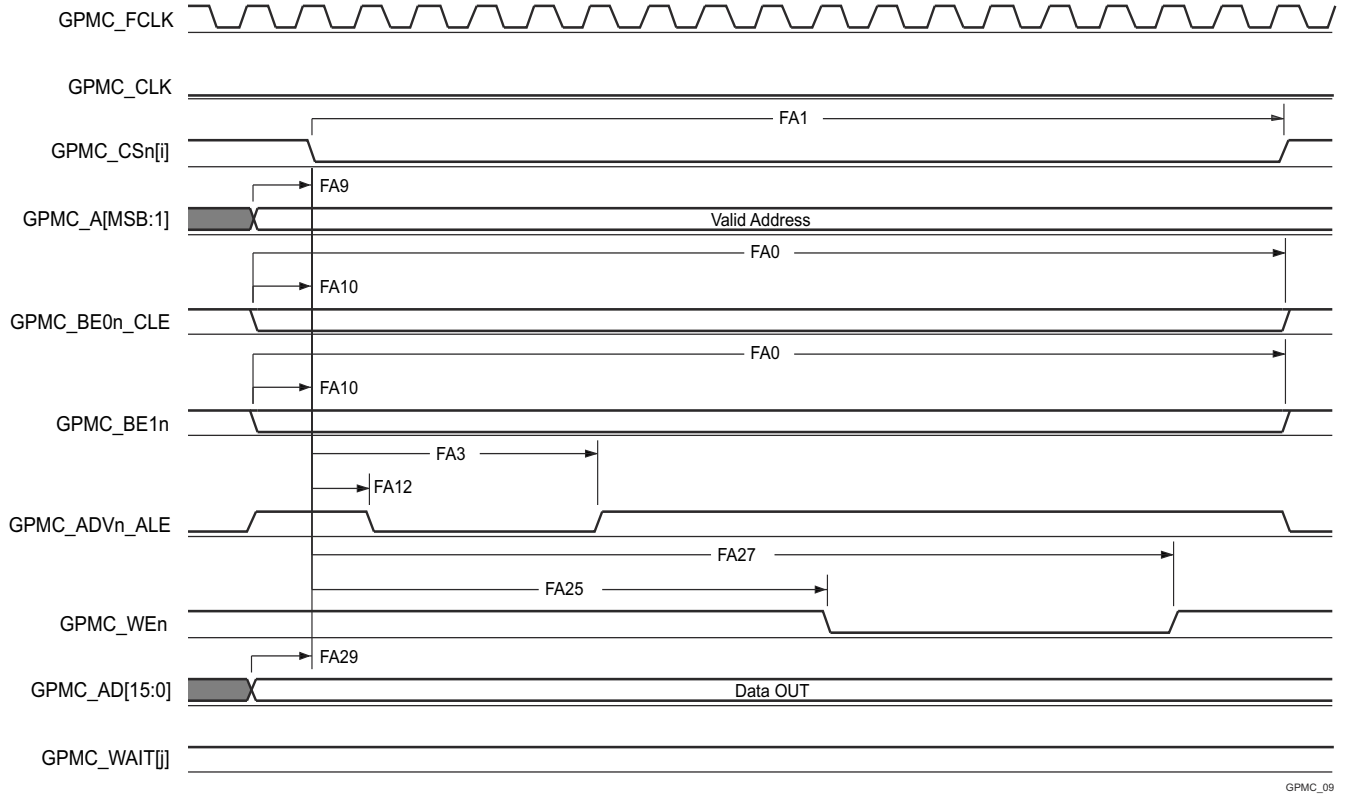 GPMC_FCLK
GPMC_CLK
FA1
GPMC_CSn[i]
FA9
GPMC_A[MSB:1]
Valid Address
FA0
FA10
GPMC_BE0n_CLE
FA0
FA10
GPMC_BE1n
FA3
FA12
GPMC_ADVn_ALE
FA27
FA25
GPMC_WEn
FA29
GPMC_AD[15:0]
Data OUT
GPMC_WAIT[j]
GPMC_09